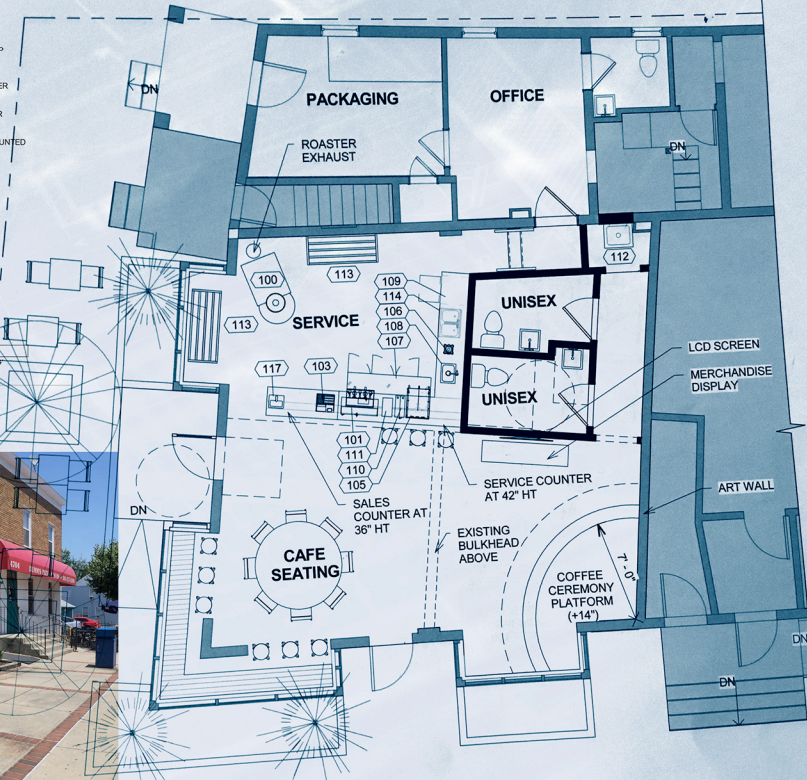 P
ER
R
UNTED
DN
PACKAGING
OFFICE
ROASTER
EXHAUST
DN
112
100
113
109
114
106
108
107
UNISEX
113
SERVICE
117
103
UNISEX
LCD SCREEN
MERCHANDISE
DISPLAY
101
111
110
105
SERVICE COUNTER
AT 42" HT
ART WALL
DN
SALES
COUNTER AT
36" HT
EXISTING
BULKHEAD
ABOVE
CAFE
SEATING
7'-0"
COFFEE
CEREMONY
PLATFORM
(+14")
DN
DN